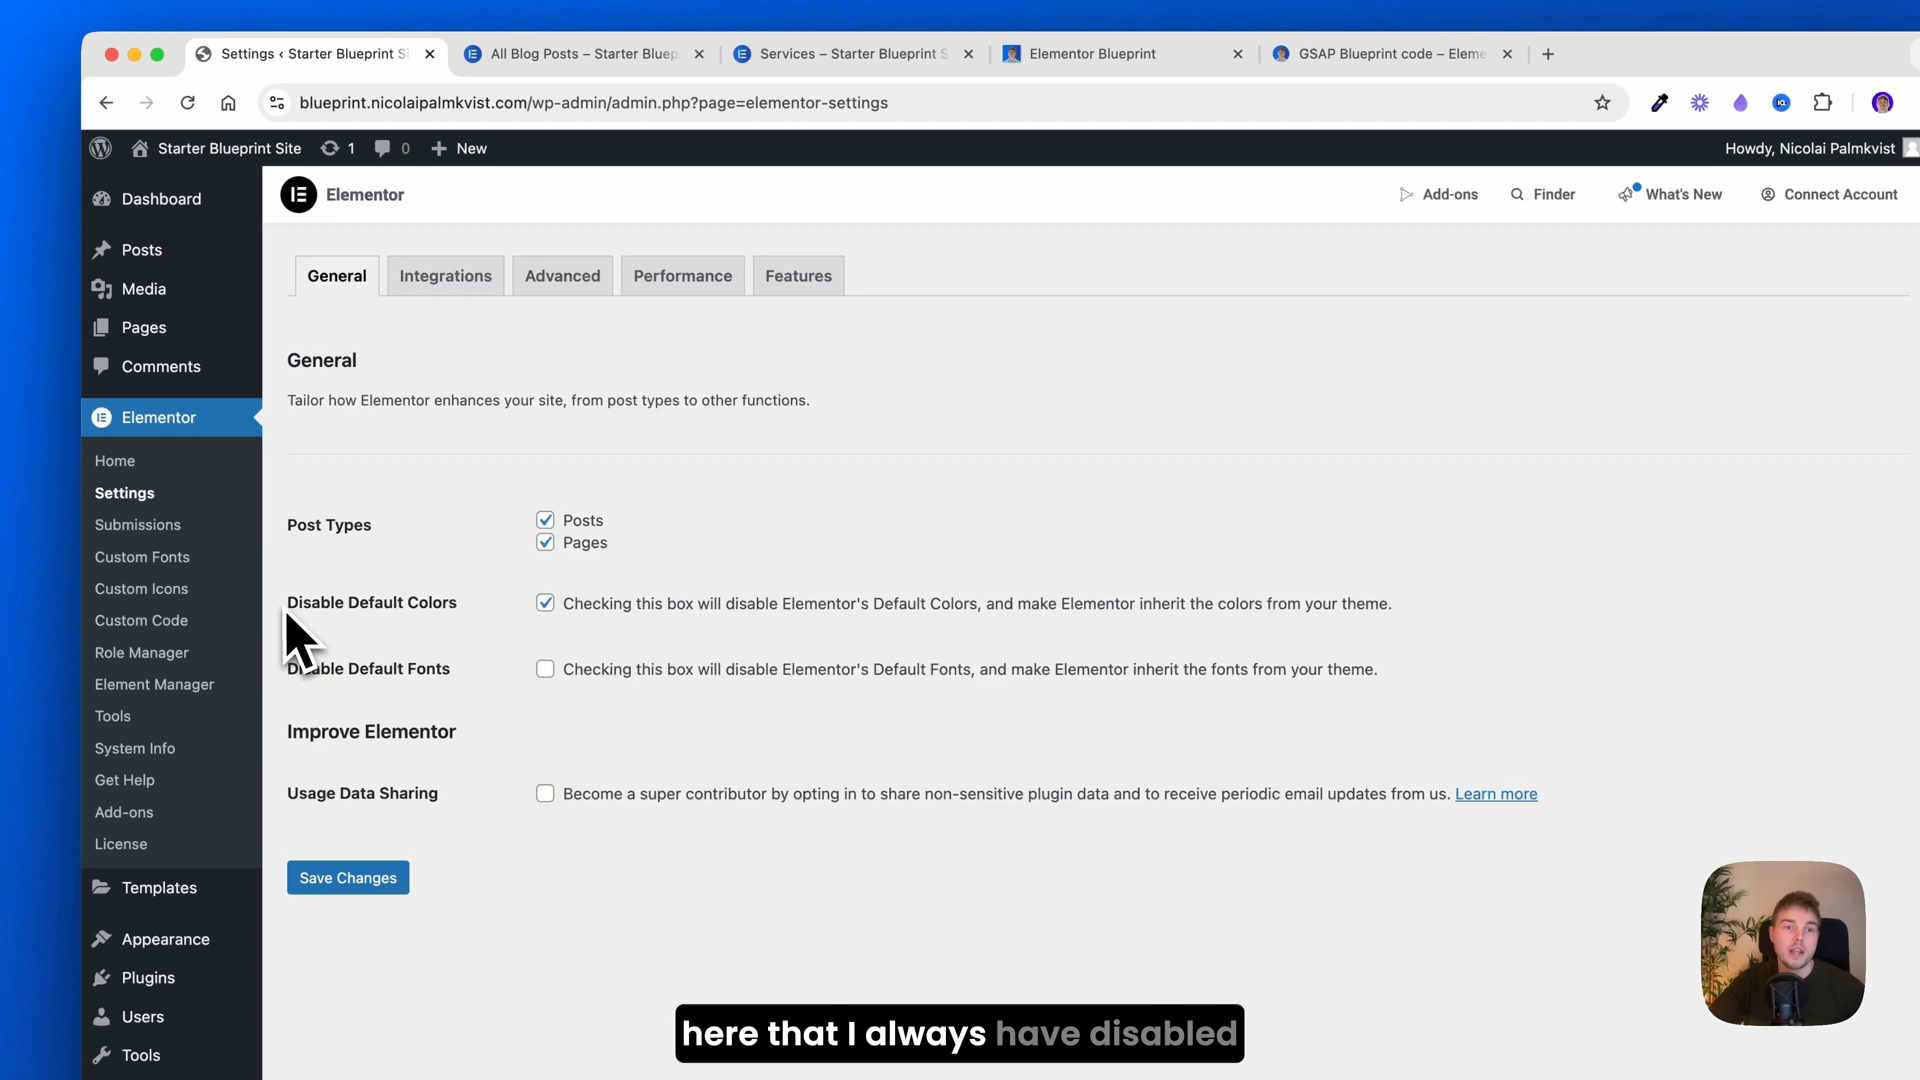 Settings ‹ Starter Blueprint Si
All Blog Posts – Starter Bluep
Services – Starter Blueprint S
Elementor Blueprint
GSAP Blueprint code – Eleme
blueprint.nicolaipalmkvist.com/wp-admin/admin.php?page=elementor-settings
Starter Blueprint Site
1
0
New
Howdy, Nicolai Palmkvist
Dashboard
Posts
Media
Pages
Comments
Elementor
Home
Settings
Submissions
Custom Fonts
Custom Icons
Custom Code
Role Manager
Element Manager
Tools
System Info
Get Help
Add-ons
License
Templates
Appearance
Plugins
Users
Tools
Elementor
Add-ons
Finder
What's New
Connect Account
General
Integrations
Advanced
Performance
Features
General
Tailor how Elementor enhances your site, from post types to other functions.
Post Types
Posts
Pages
Disable Default Colors
Checking this box will disable Elementor's Default Colors, and make Elementor inherit the colors from your theme.
Disable Default Fonts
Checking this box will disable Elementor's Default Fonts, and make Elementor inherit the fonts from your theme.
Improve Elementor
Usage Data Sharing
Become a super contributor by opting in to share non-sensitive plugin data and to receive periodic email updates from us. Learn more
Save Changes
here that I always have disabled